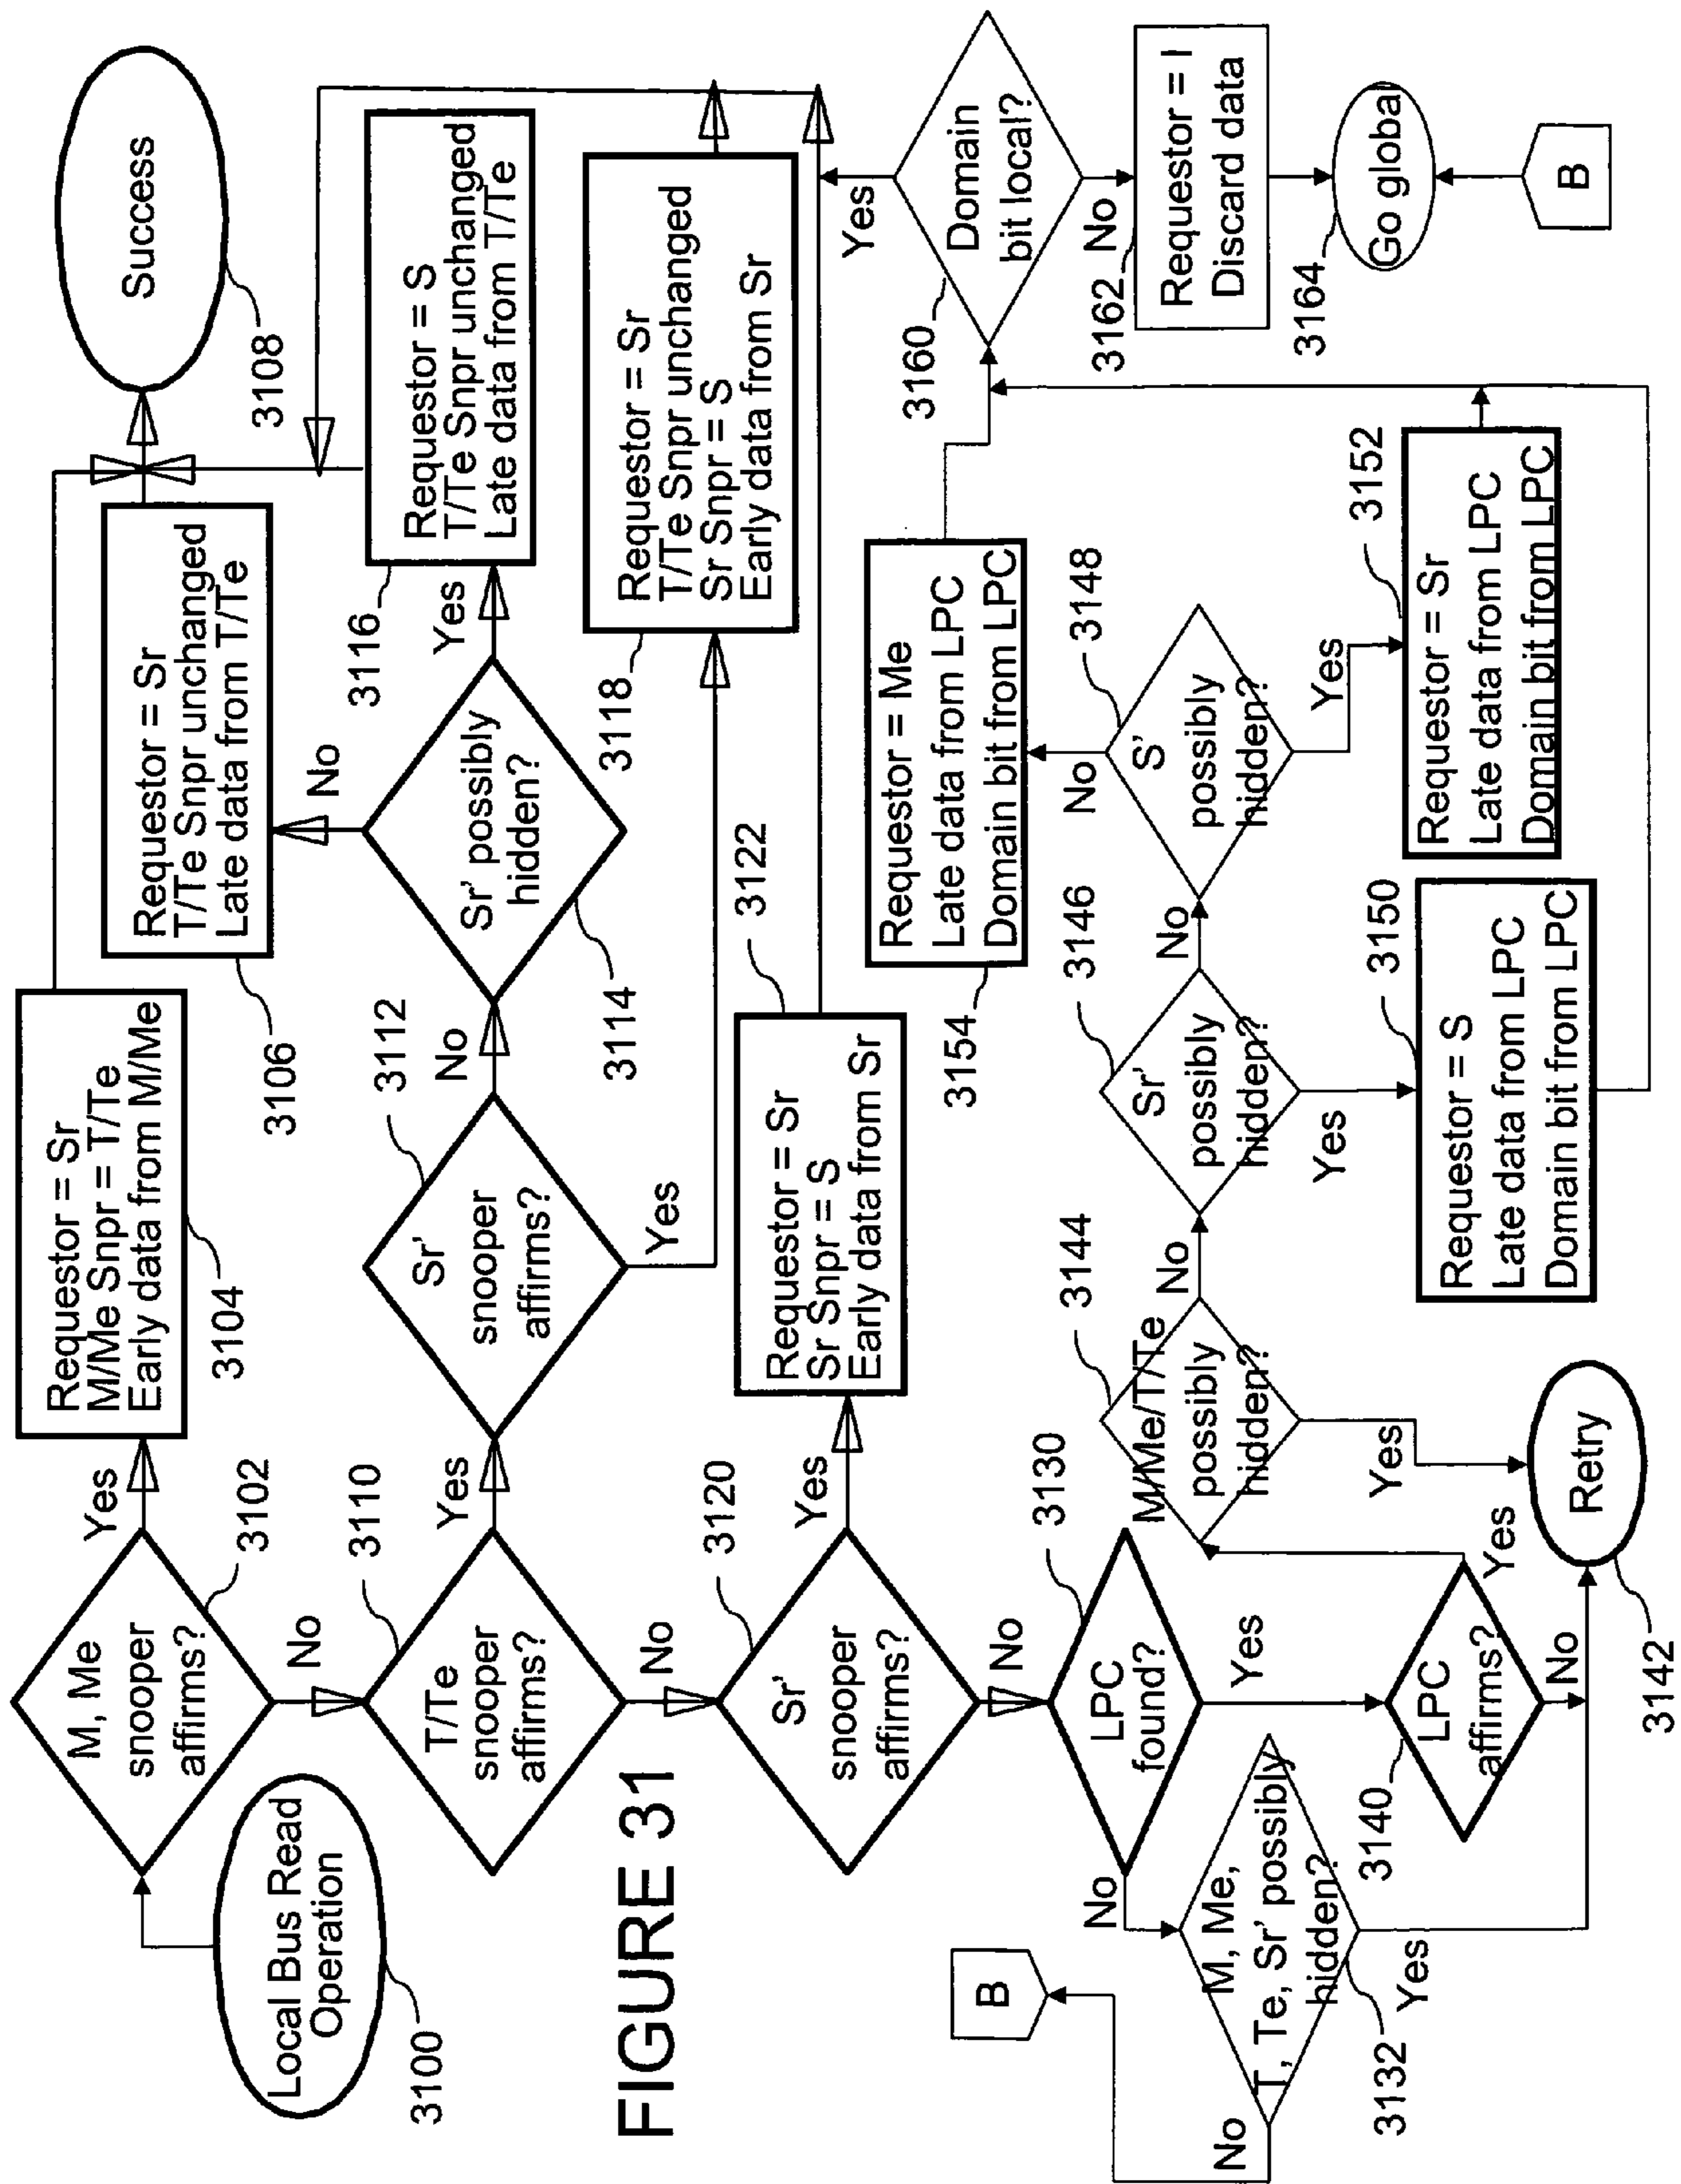 Local Bus Read
Operation
3100
M, Me
snooper
affirms?
3102
Yes
No
Requestor = Sr
M/Me Snpr = T/Te
Early data from M/Me
3104
Requestor = Sr
T/Te Snpr unchanged
Late data from T/Te
3106
Success
3108
T/Te
snooper
affirms?
3110
Yes
No
Sr'
snooper
affirms?
3112
No
Yes
Sr' possibly
hidden?
3114
No
Yes
Requestor = S
T/Te Snpr unchanged
Late data from T/Te
3116
Requestor = Sr
T/Te Snpr unchanged
Sr Snpr = S
Early data from Sr
3118
Sr'
snooper
affirms?
3120
Yes
No
Requestor = Sr
Sr Snpr = S
Early data from Sr
3122
FIGURE 31
LPC
found?
3130
No
Yes
M, Me,
T, Te, Sr' possibly
hidden?
3132
No
Yes
B
LPC
affirms?
3140
Yes
No
Retry
3142
M/Me/T/Te
possibly
hidden?
3144
No
Yes
Sr'
possibly
hidden?
3146
No
Yes
S'
possibly
hidden?
3148
No
Yes
Requestor = S
Late data from LPC
Domain bit from LPC
3150
Requestor = Sr
Late data from LPC
Domain bit from LPC
3152
Requestor = Me
Late data from LPC
Domain bit from LPC
3154
Domain
bit local?
3160
Yes
No
Requestor = I
Discard data
3162
Go global
3164
B